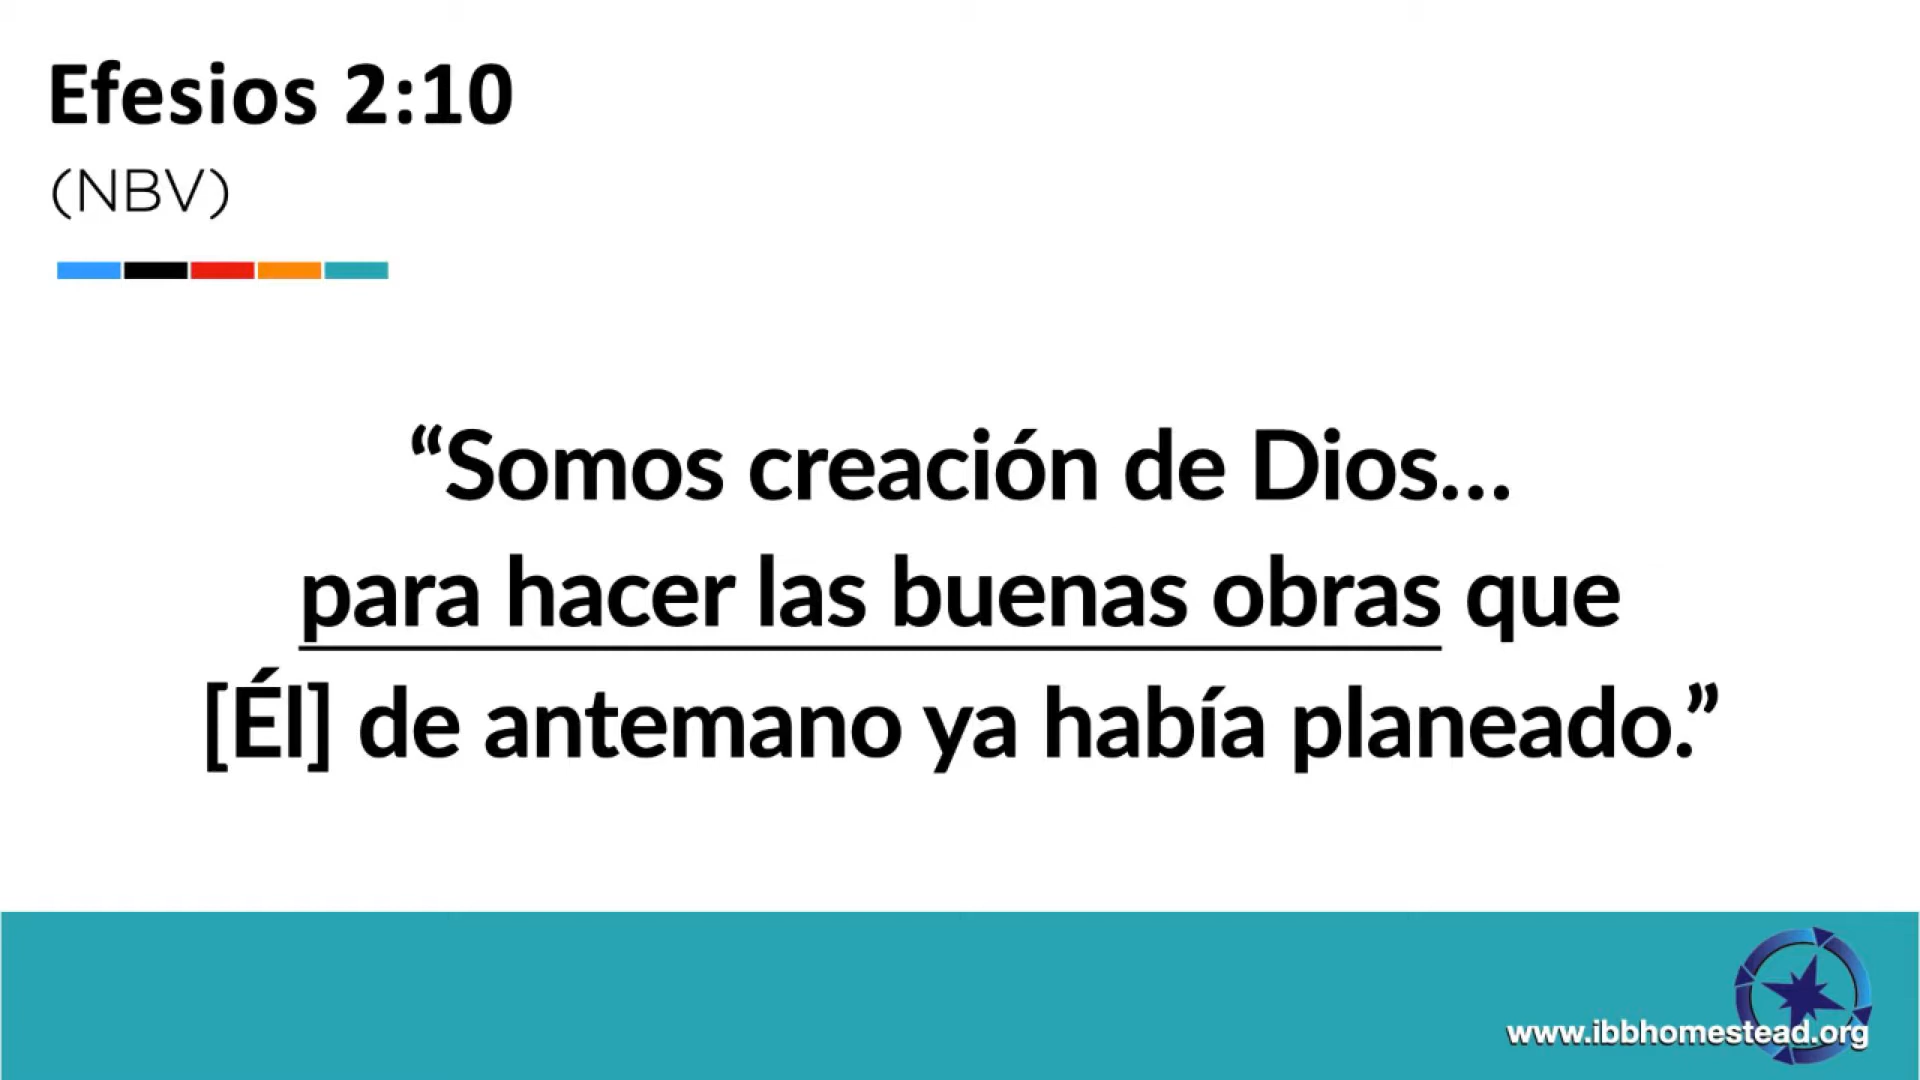 Efesios 2:10
(NBV)
“Somos creación de Dios...
para hacer las buenas obras que
[Él] de antemano ya había planeado.”
www.ibbhomestead.org